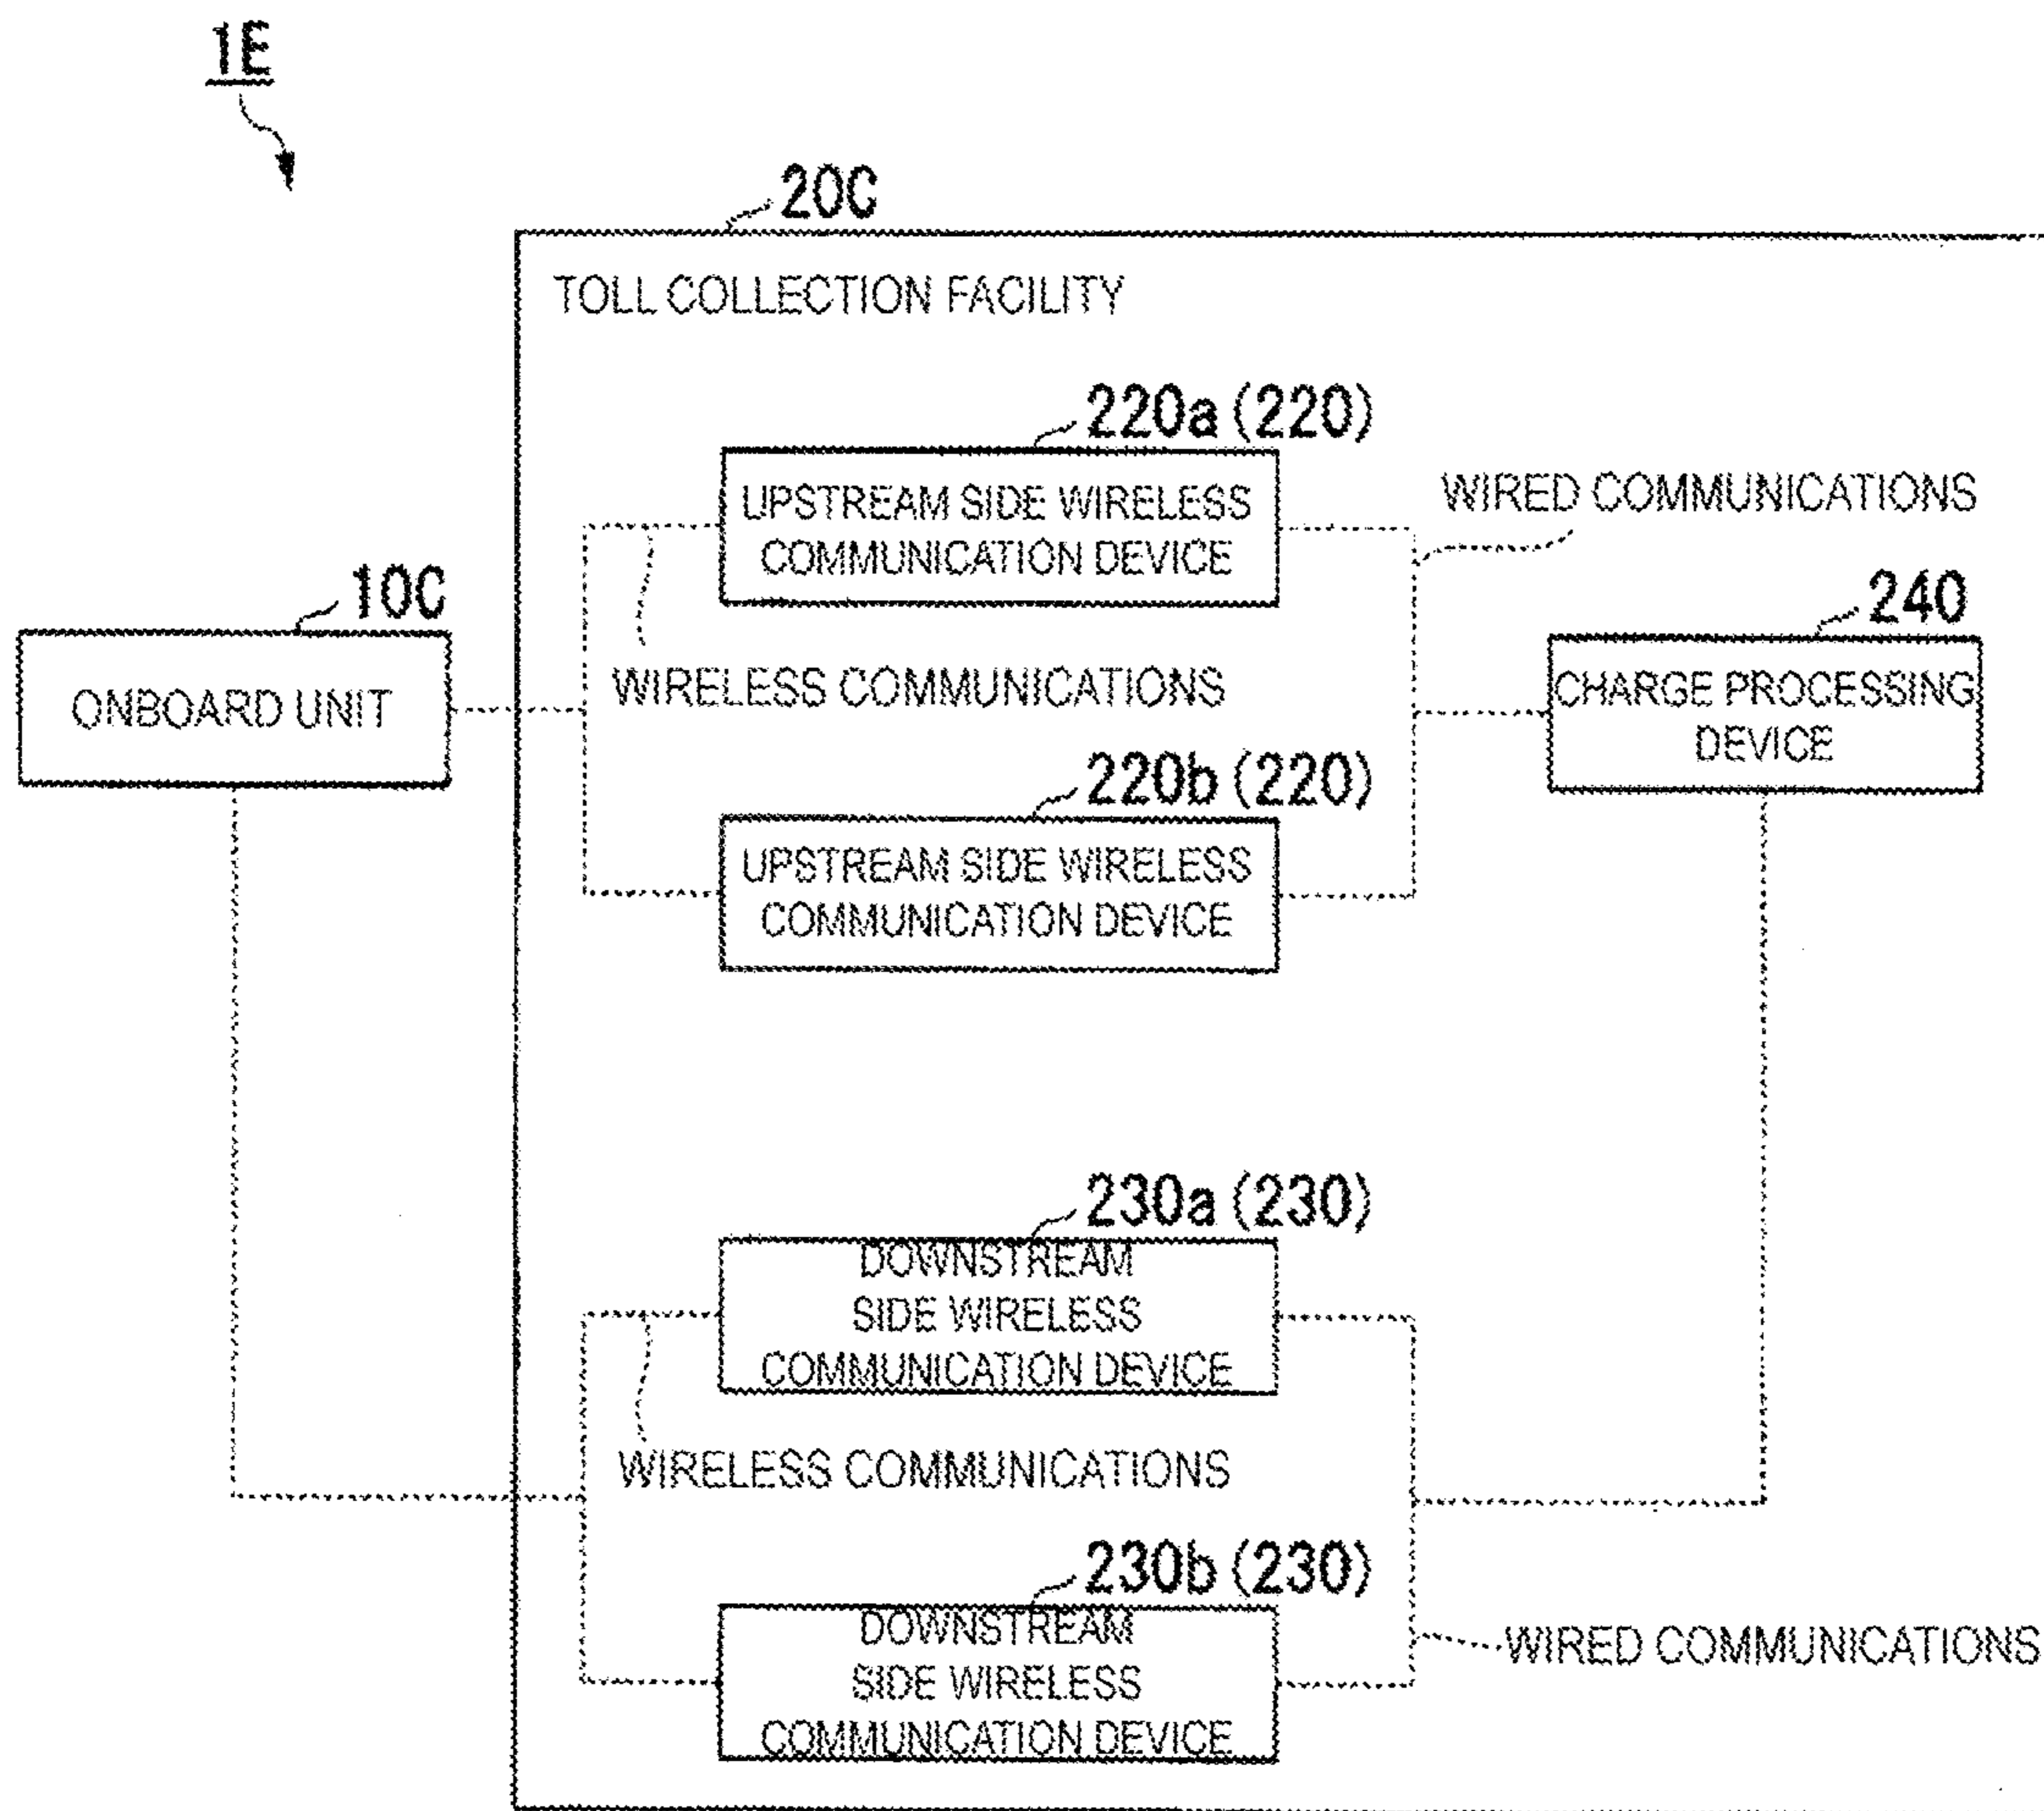 1E
20C
TOLL COLLECTION FACILITY
220a (220)
UPSTREAM SIDE WIRELESS
COMMUNICATION DEVICE
WIRED COMMUNICATIONS
10C
ONBOARD UNIT
WIRELESS COMMUNICATIONS
240
CHARGE PROCESSING
DEVICE
220b (220)
UPSTREAM SIDE WIRELESS
COMMUNICATION DEVICE
230a (230)
DOWNSTREAM
SIDE WIRELESS
COMMUNICATION DEVICE
WIRELESS COMMUNICATIONS
230b (230)
DOWNSTREAM
SIDE WIRELESS
COMMUNICATION DEVICE
WIRED COMMUNICATIONS